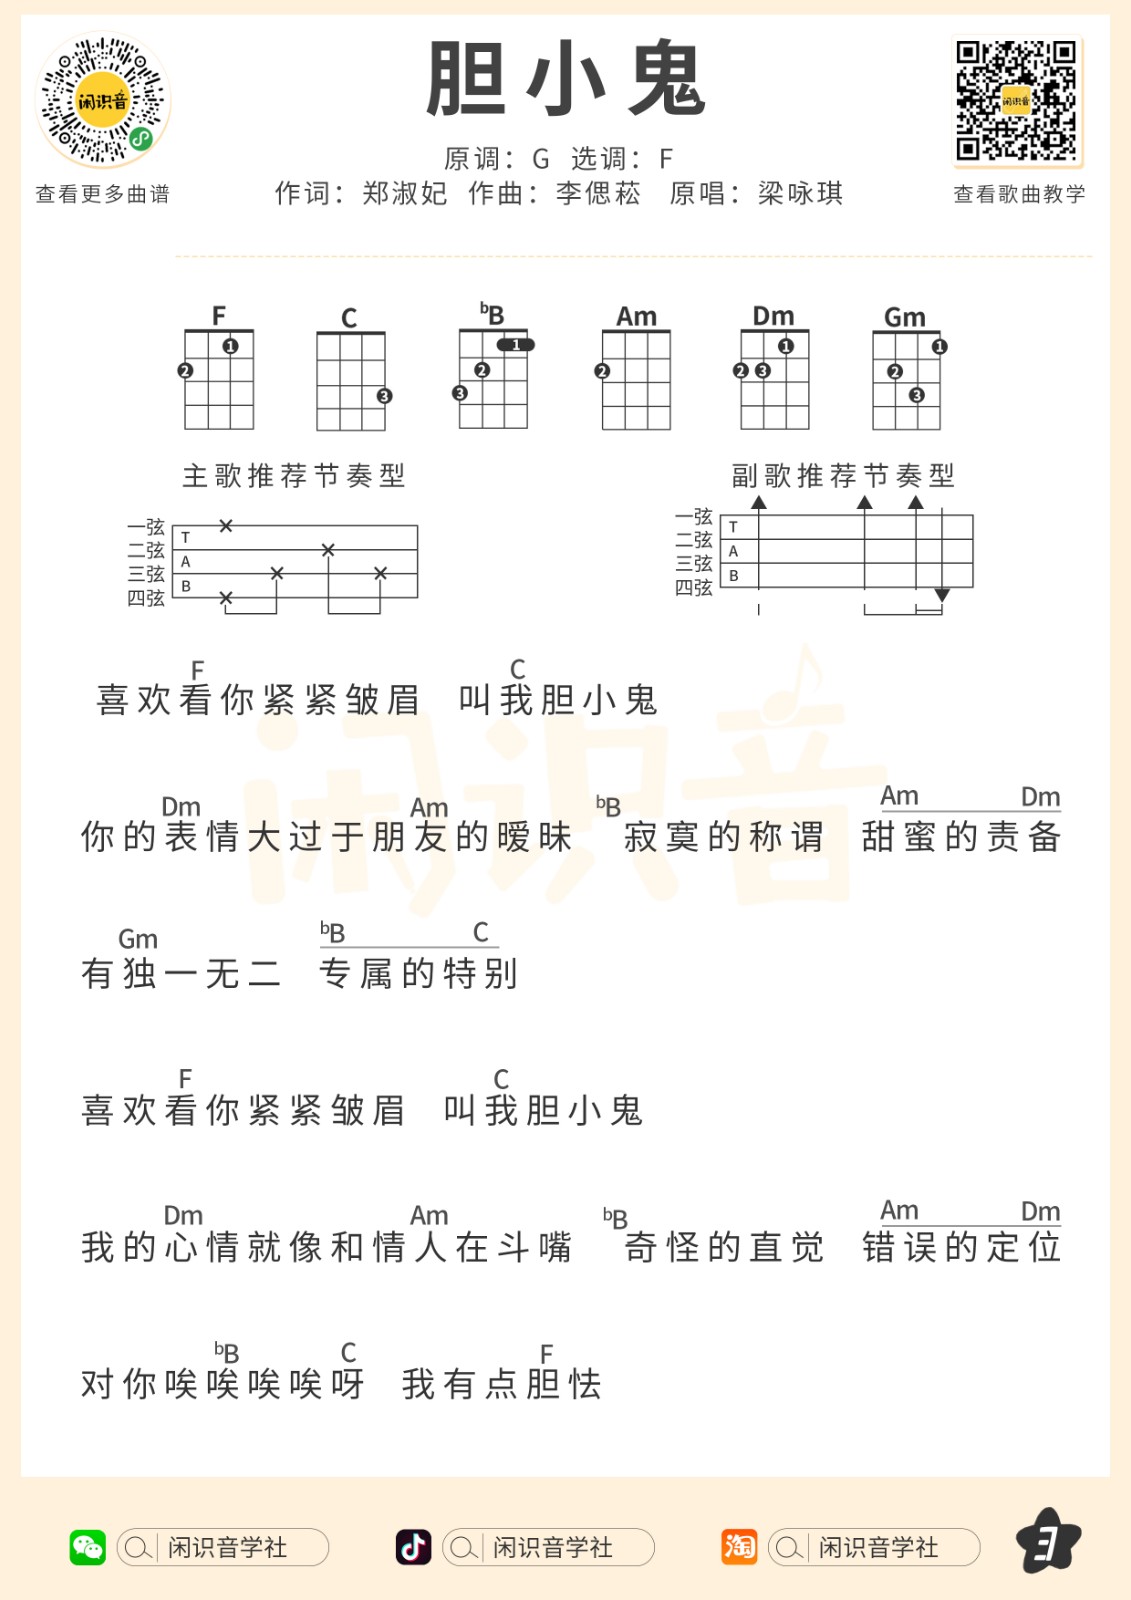 胆小鬼
原调：G 选调：F
作词：郑淑妃 作曲：李偲菘 原唱：梁咏琪
闲识音
查看更多曲谱
闲识音
查看歌曲教学
F C bB Am Dm Gm
1 2
3
1 2 3
2
1 2 3
1 2 3
主歌推荐节奏型
一弦
二弦
三弦
四弦
T
A
B
副歌推荐节奏型
一弦
二弦
三弦
四弦
T
A
B
F C
喜欢看你紧紧皱眉 叫我胆小鬼
Dm Am bB Am Dm
你的表情大过于朋友的暧昧 寂寞的称谓 甜蜜的责备
Gm bB C
有独一无二 专属的特别
F C
喜欢看你紧紧皱眉 叫我胆小鬼
Dm Am bB Am Dm
我的心情就像和情人在斗嘴 奇怪的直觉 错误的定位
bB C F
对你唉唉唉唉呀 我有点胆怯
闲识音
闲识音学社
闲识音学社
淘 闲识音学社